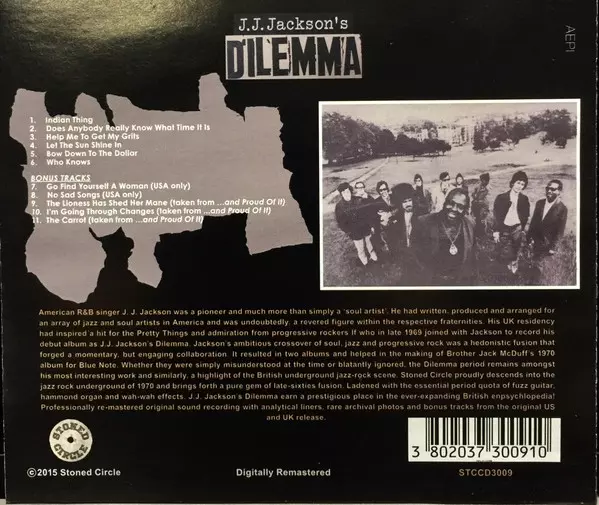 J.J.Jackson's
DILEMMA
AEPI
1. Indian Thing
2. Does Anybody Really Know What Time It Is
3. Help Me To Get My Grits
4. Let The Sun Shine In
5. Bow Down To The Dollar
6. Who Knows
BONUS TRACKS
7. Go Find Yourself A Woman (USA only)
8. No Sad Songs (USA only)
9. The Lioness Has Shed Her Mane (taken from ...and Proud Of It)
10. I'm Going Through Changes (taken from ...and Proud Of It)
11. The Carrot (taken from ...and Proud Of It)
American R&B singer J. J. Jackson was a pioneer and much more than simply a 'soul artist'. He had written, produced and arranged for
an array of jazz and soul artists in America and was undoubtedly, a revered figure within the respective fraternities. His UK residency
had inspired a hit for the Pretty Things and admiration from progressive rockers If who in late 1969 joined with Jackson to record his
debut album as J.J. Jackson's Dilemma. Jackson's ambitious crossover of soul, jazz and progressive rock was a hedonistic fusion that
forged a momentary, but engaging collaboration. It resulted in two albums and helped in the making of Brother Jack McDuff's 1970
album for Blue Note. Whether they were simply misunderstood at the time or blatantly ignored, the Dilemma period remains amongst
his most interesting work and similarly, a highlight of the British underground jazz-rock scene. Stoned Circle proudly descends into the
jazz rock underground of 1970 and brings forth a pure gem of late-sixties fusion. Ladened with the essential period quota of fuzz guitar,
hammond organ and wah-wah effects. J.J. Jackson's Dilemma earn a prestigious place in the ever-expanding British enpsychlopedia!
Professionally re-mastered original sound recording with analytical liners, rare archival photos and bonus tracks from the original US
and UK release.
STONED
CIRCLE
3 802037 300910
©2015 Stoned Circle
Digitally Remastered
STCCD3009